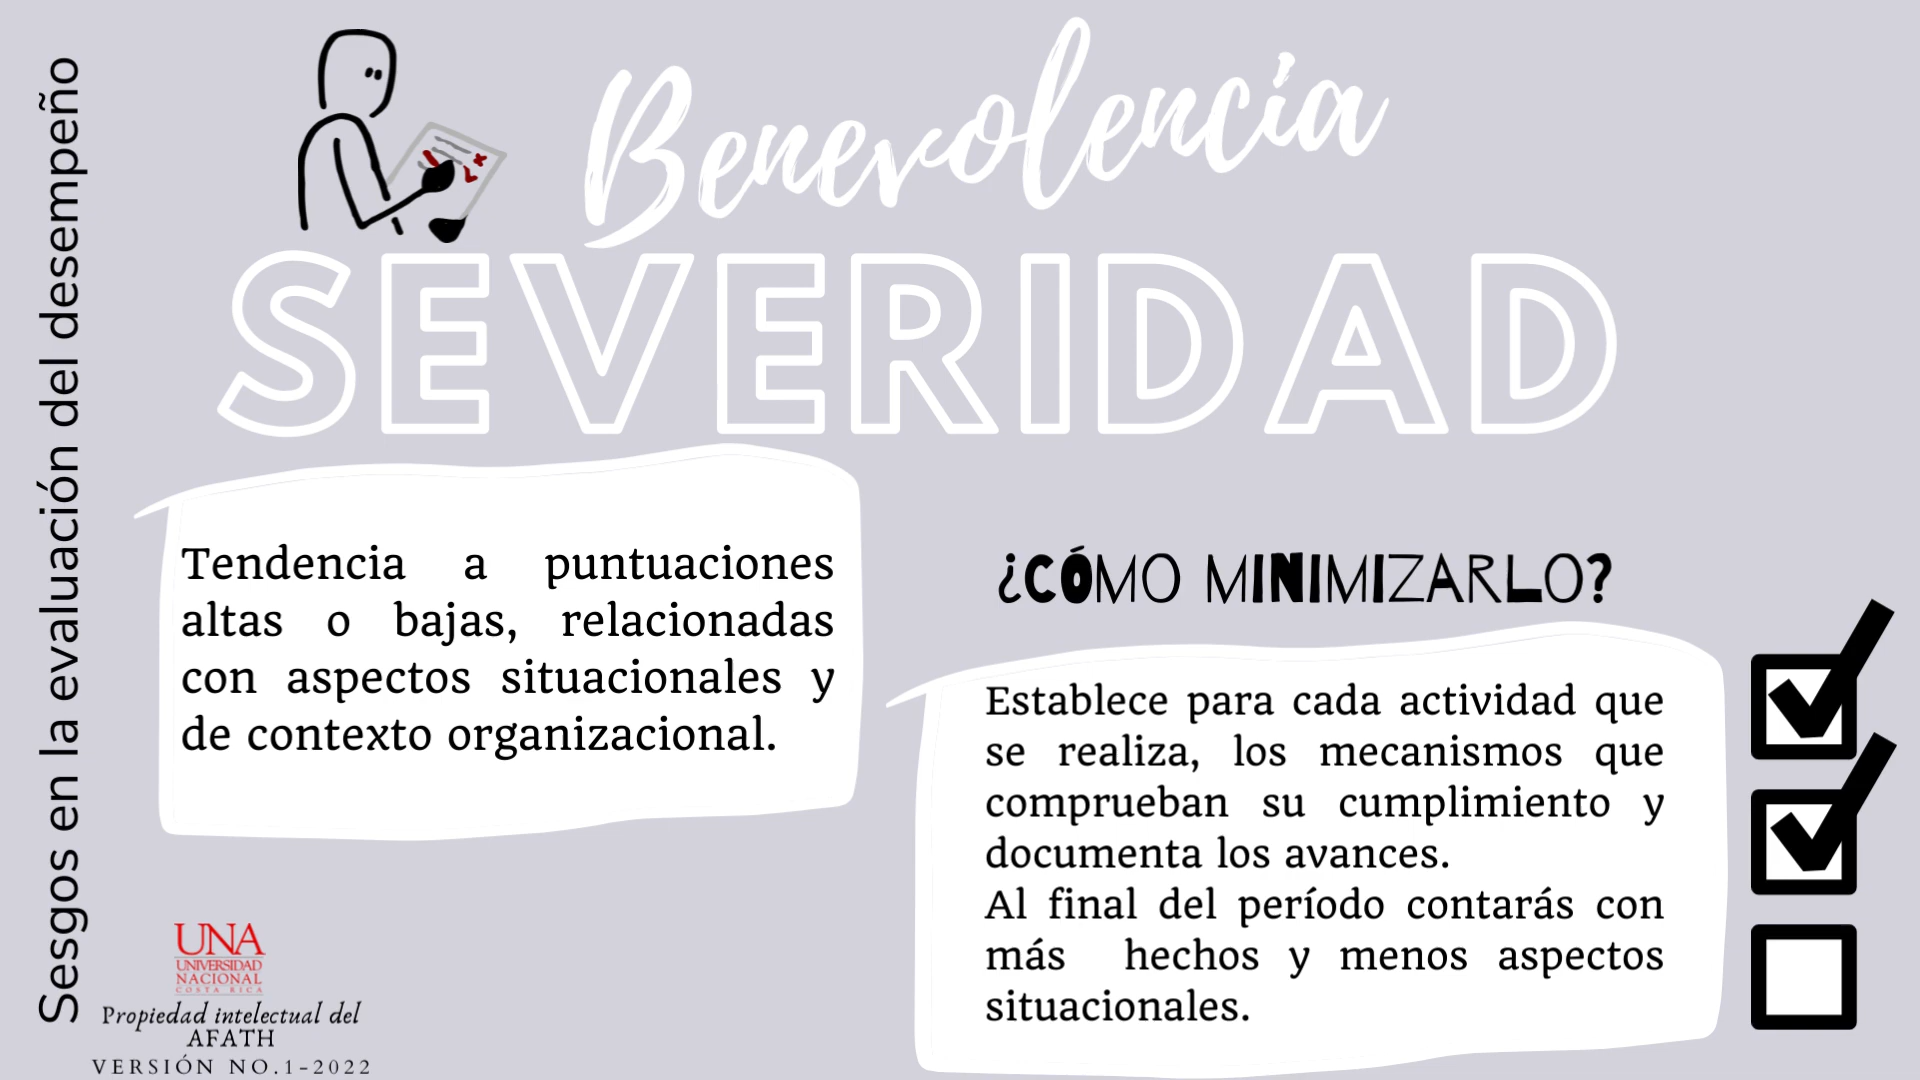 Sesgos en la evaluación del desempeño
Benevolencia
SEVERIDAD
Tendencia a puntuaciones
altas o bajas, relacionadas
con aspectos situacionales y
de contexto organizacional.
¿CÓMO MINIMIZARLO?
Establece para cada actividad que
se realiza, los mecanismos que
comprueban su cumplimiento y
documenta los avances.
Al final del período contarás con
más hechos y menos aspectos
situacionales.
UNA
UNIVERSIDAD
NACIONAL
COSTA RICA
Propiedad intelectual del
AFATH
VERSIÓN NO.1-2022